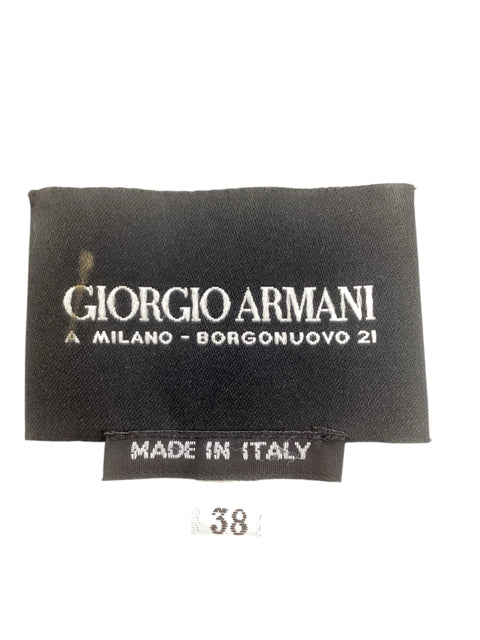 GIORGIO ARMANI
A MILANO - BORGONUOVO 21
MADE IN ITALY
38